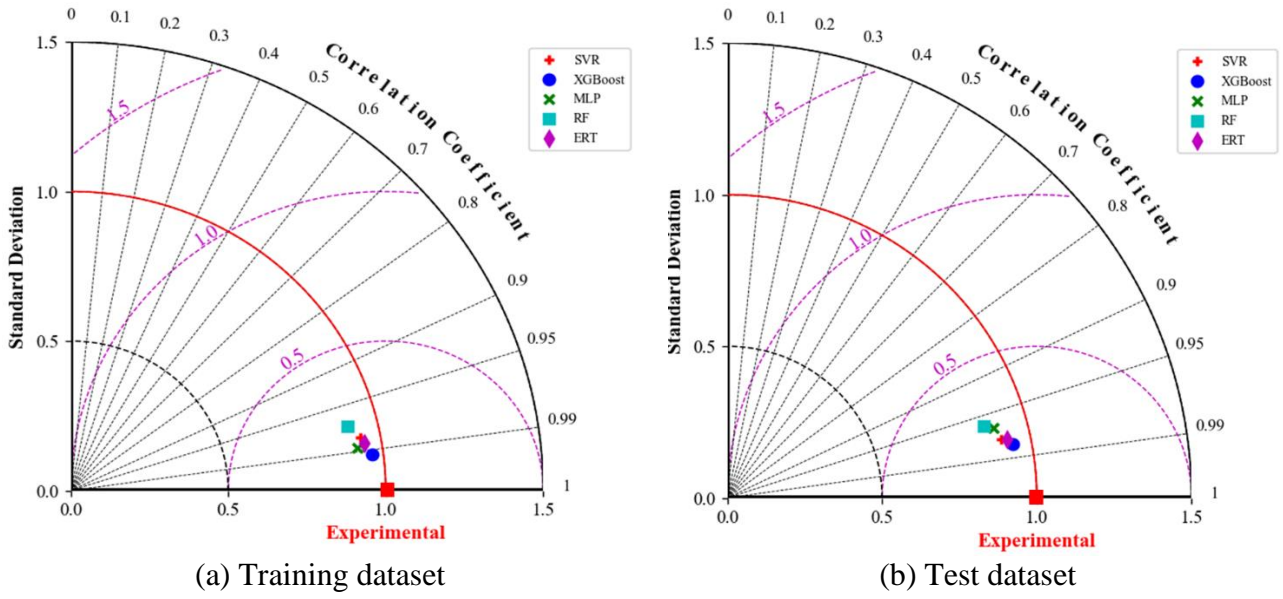 0
0.1
0.2
0.3
0.4
0.5
0.6
0.7
0.8
0.9
0.95
0.99
1
Correlation Coefficient
SVR
XGBoost
MLP
RF
ERT
Standard Deviation
1.5
1.0
0.5
0.0
1.5
1.0
0.5
0.0
0.5
1.0
1.5
Experimental
(a) Training dataset
0
0.1
0.2
0.3
0.4
0.5
0.6
0.7
0.8
0.9
0.95
0.99
1
Correlation Coefficient
SVR
XGBoost
MLP
RF
ERT
Standard Deviation
1.5
1.0
0.5
0.0
1.5
1.0
0.5
0.0
0.5
1.0
1.5
Experimental
(b) Test dataset